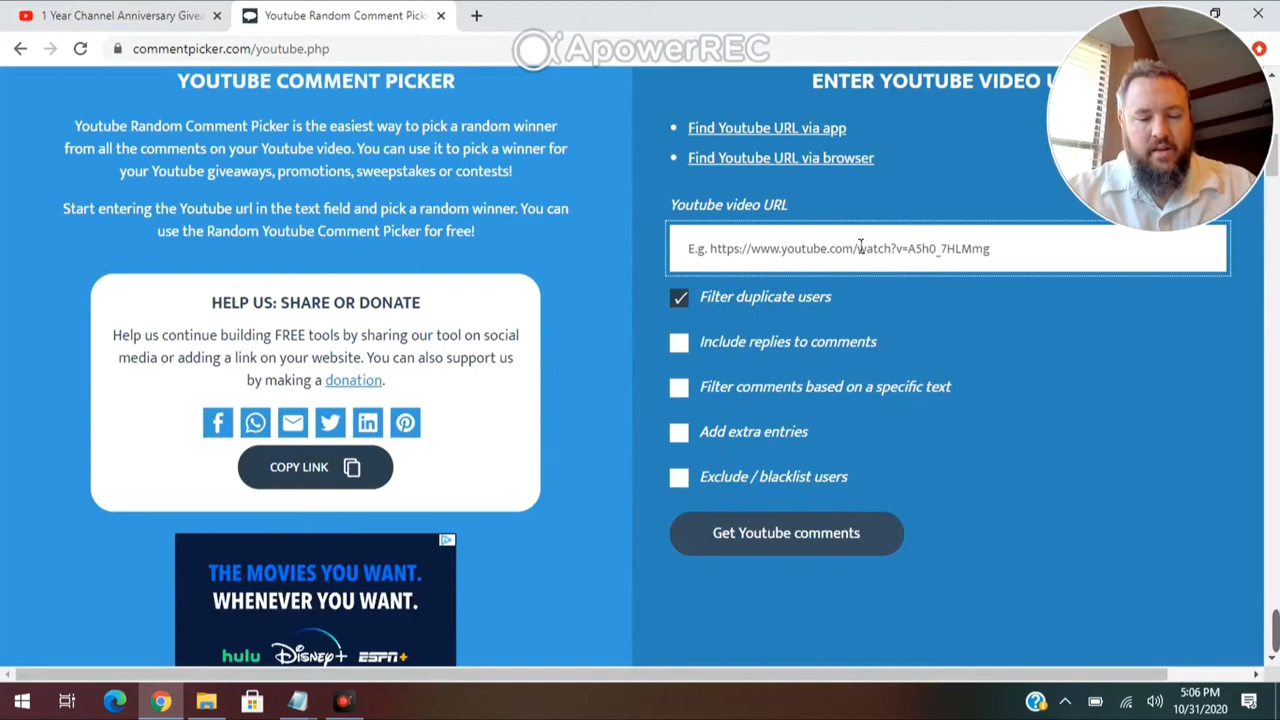 1 Year Channel Anniversary Givea
Youtube Random Comment Pick
commentpicker.com/youtube.php
ApowerREC
YOUTUBE COMMENT PICKER
Youtube Random Comment Picker is the easiest way to pick a random winner
from all the comments on your Youtube video. You can use it to pick a winner for
your Youtube giveaways, promotions, sweepstakes or contests!
Start entering the Youtube url in the text field and pick a random winner. You can
use the Random Youtube Comment Picker for free!
HELP US: SHARE OR DONATE
Help us continue building FREE tools by sharing our tool on social
media or adding a link on your website. You can also support us
by making a donation.
COPY LINK
THE MOVIES YOU WANT.
WHENEVER YOU WANT.
hulu Disney+ ESPN+
ENTER YOUTUBE VIDEO U
Find Youtube URL via app
Find Youtube URL via browser
Youtube video URL
E.g. https://www.youtube.com/watch?v=A5h0_7HLMmg
Filter duplicate users
Include replies to comments
Filter comments based on a specific text
Add extra entries
Exclude / blacklist users
Get Youtube comments
5:06 PM
10/31/2020